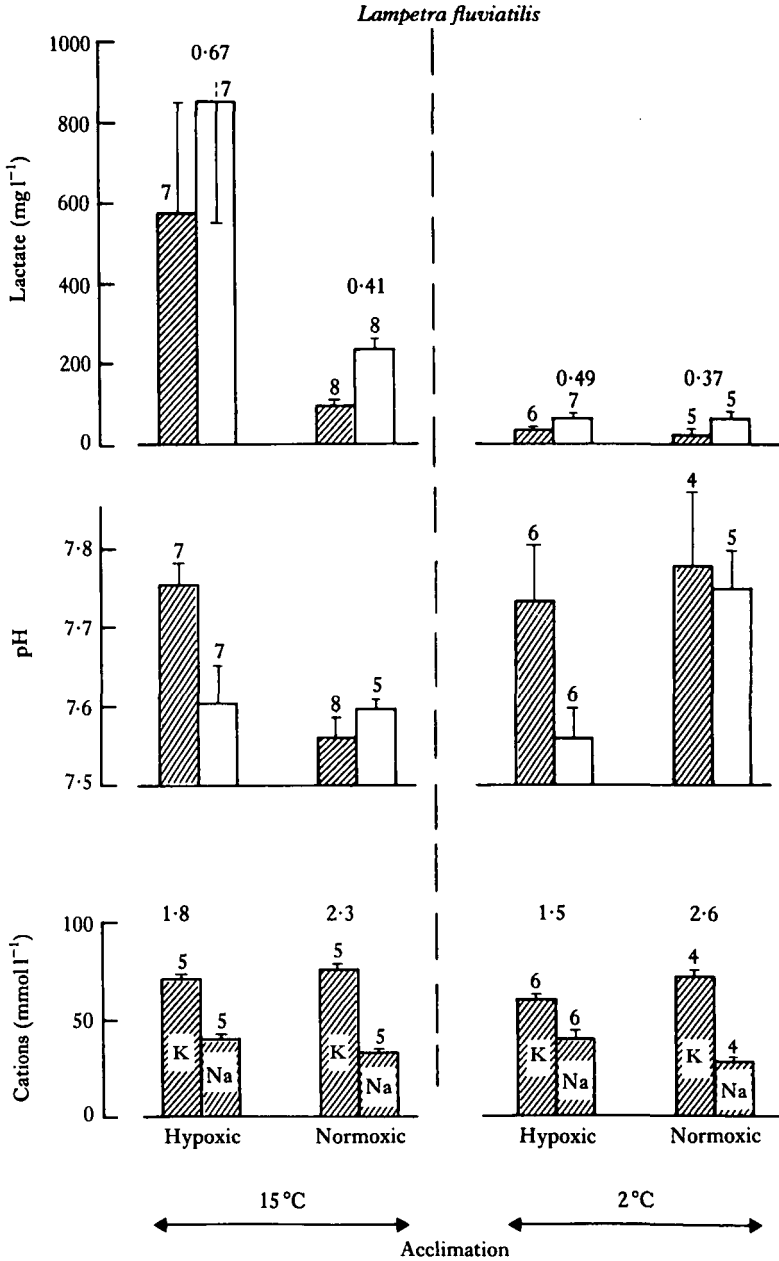 Lampetra fluviatilis
Lactate (mg l⁻¹)
1000
800
600
400
200
0
0·67
7
7
0·41
8
8
0·49
6
7
0·37
5
5
pH
7·8
7·7
7·6
7·5
7
7
8
5
6
6
4
5
Cations (mmol l⁻¹)
100
50
0
1·8
2·3
1·5
2·6
5
5
5
5
6
6
4
4
K
Na
K
Na
K
Na
K
Na
Hypoxic
Normoxic
Hypoxic
Normoxic
15 °C
2 °C
Acclimation